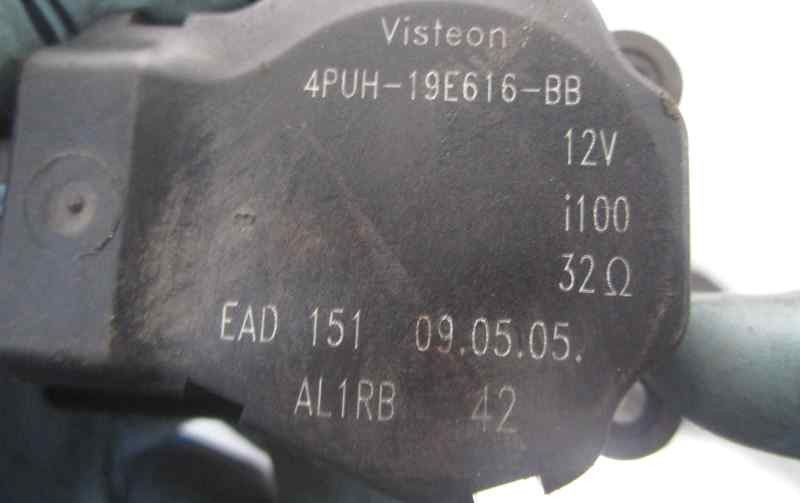 Visteon
4PUH-19E616-BB
12V
i100
32Ω
EAD 151 09.05.05.
AL1RB 42